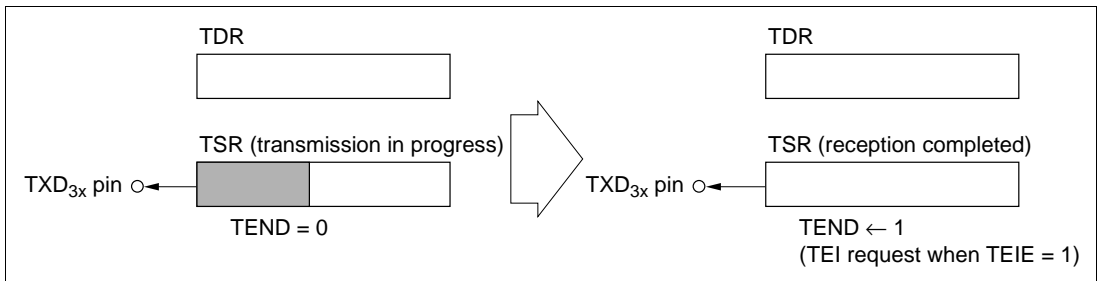 TDR
TSR (transmission in progress)
TXD3x pin
TEND = 0
TDR
TSR (reception completed)
TXD3x pin
TEND ← 1
(TEI request when TEIE = 1)